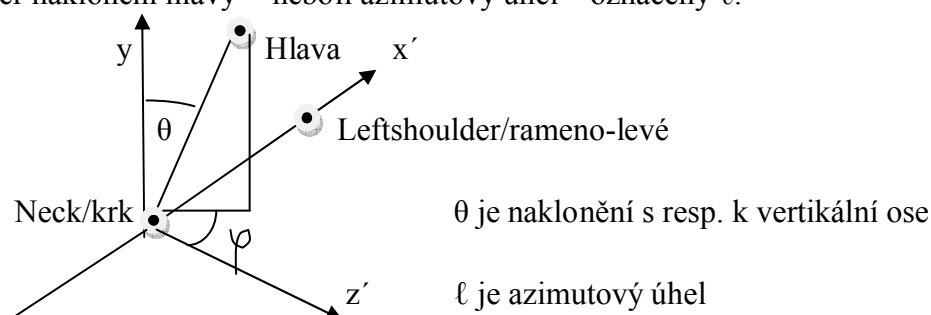 y
Hlava
x´
θ
Leftshoulder/rameno-levé
Neck/krk
θ je naklonění s resp. k vertikální ose
φ
z´
ℓ je azimutový úhel